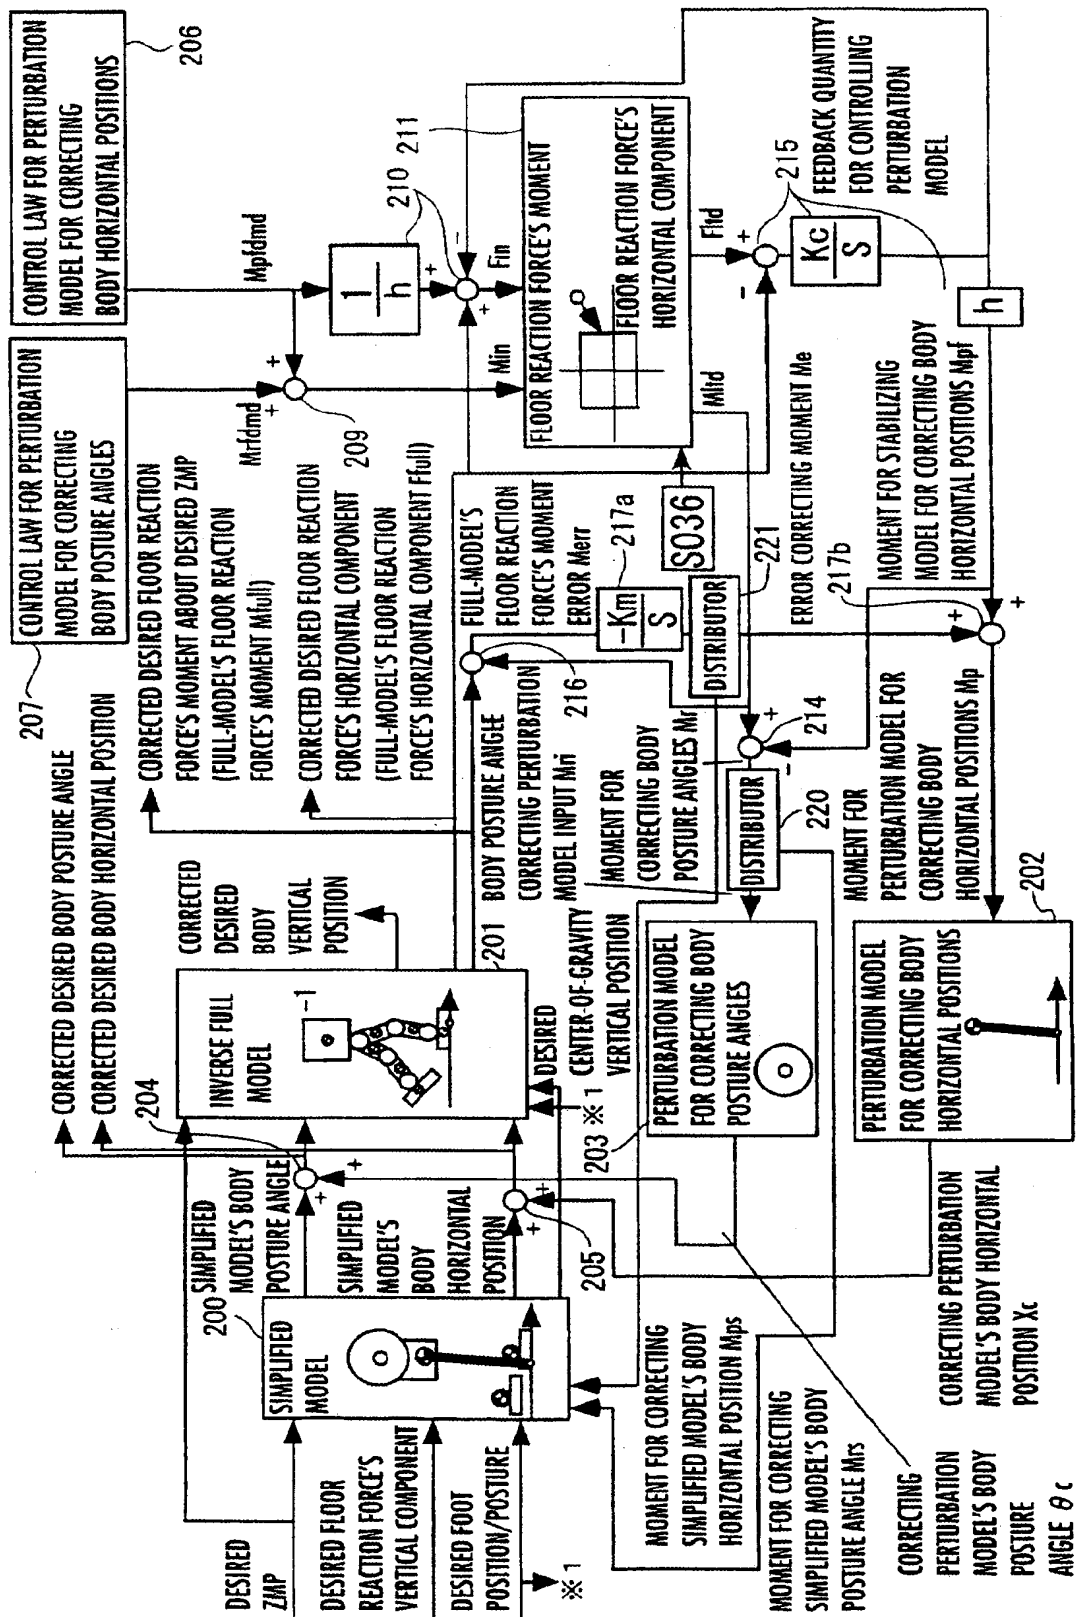 CONTROL LAW FOR PERTURBATION
MODEL FOR CORRECTING
BODY HORIZONTAL POSITIONS
206
CONTROL LAW FOR PERTURBATION
MODEL FOR CORRECTING
BODY POSTURE ANGLES
207
Mpfdmd
Mrfdmd
+
+
209
1
h
210
+
-
+
Fin
Min
211
FLOOR REACTION FORCE'S MOMENT
FLOOR REACTION FORCE'S
HORIZONTAL COMPONENT
Mltd
Fltd
+
-
215
Kc
S
FEEDBACK QUANTITY
FOR CONTROLLING
PERTURBATION
MODEL
h
CORRECTED DESIRED BODY POSTURE ANGLE
CORRECTED DESIRED BODY HORIZONTAL POSITION
CORRECTED DESIRED FLOOR REACTION
FORCE'S MOMENT ABOUT DESIRED ZMP
(FULL-MODEL'S FLOOR REACTION
FORCE'S MOMENT Mfull)
CORRECTED DESIRED FLOOR REACTION
FORCE'S HORIZONTAL COMPONENT
(FULL-MODEL'S FLOOR REACTION
FORCE'S HORIZONTAL COMPONENT Ffull)
FULL-MODEL'S
FLOOR REACTION
FORCE'S MOMENT
ERROR Merr
216
217a
-Km
S
S036
DISTRIBUTOR
221
ERROR CORRECTING MOMENT Me
217b
+
+
MOMENT FOR STABILIZING
MODEL FOR CORRECTING BODY
HORIZONTAL POSITIONS Mpf
BODY POSTURE ANGLE
CORRECTING PERTURBATION
MODEL INPUT Mri
MOMENT FOR
CORRECTING BODY
POSTURE ANGLES Mr
+
-
214
DISTRIBUTOR
220
MOMENT FOR
PERTURBATION MODEL FOR
CORRECTING BODY
HORIZONTAL POSITIONS Mp
202
CORRECTED
DESIRED
BODY
VERTICAL
POSITION
201
INVERSE FULL
MODEL
-1
204
DESIRED
CENTER-OF-GRAVITY
VERTICAL POSITION
※1
203
PERTURBATION MODEL
FOR CORRECTING BODY
POSTURE ANGLES
PERTURBATION MODEL
FOR CORRECTING BODY
HORIZONTAL POSITIONS
SIMPLIFIED
MODEL'S BODY
POSTURE ANGLE
+
+
SIMPLIFIED
MODEL'S
BODY
HORIZONTAL
POSITION
+
+
205
200
SIMPLIFIED
MODEL
DESIRED
ZMP
DESIRED FLOOR
REACTION FORCE'S
VERTICAL COMPONENT
DESIRED FOOT
POSITION/POSTURE
※1
MOMENT FOR CORRECTING
SIMPLIFIED MODEL'S BODY
HORIZONTAL POSITION Mps
MOMENT FOR CORRECTING
SIMPLIFIED MODEL'S BODY
POSTURE ANGLE Mrs
CORRECTING
PERTURBATION
MODEL'S BODY
POSTURE
ANGLE θc
CORRECTING PERTURBATION
MODEL'S BODY HORIZONTAL
POSITION Xc